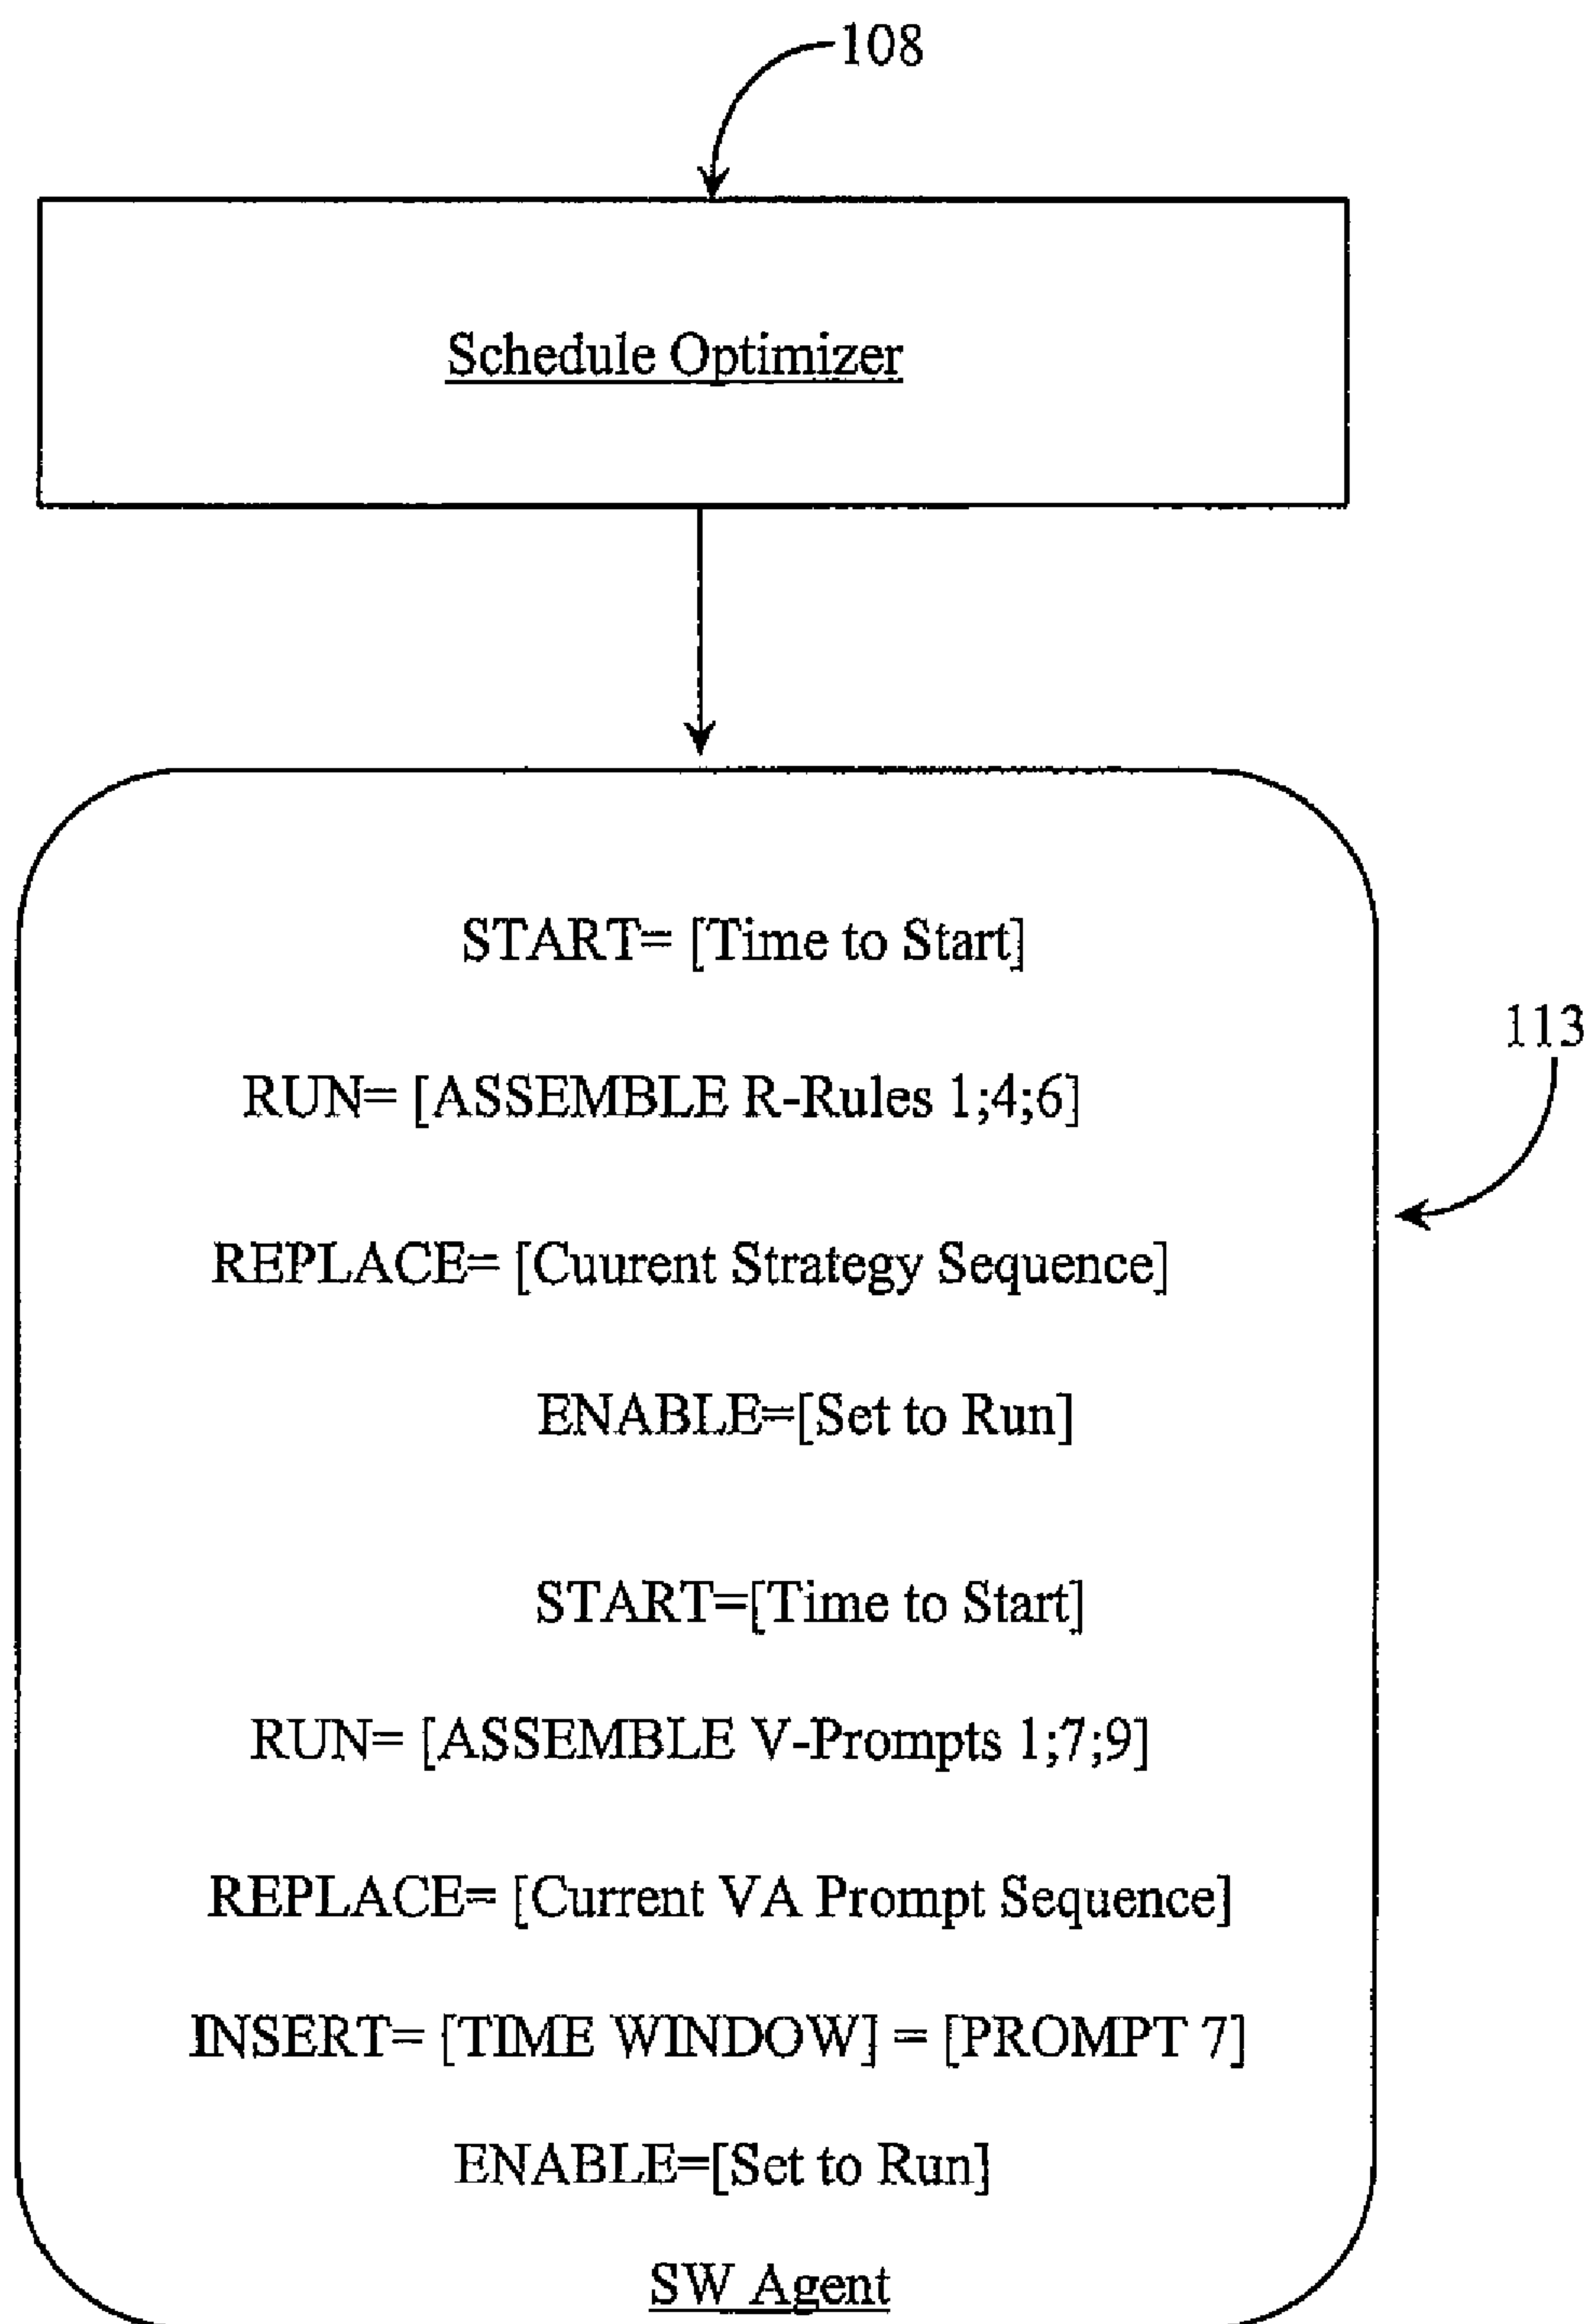 108
Schedule Optimizer
START= [Time to Start]
RUN= [ASSEMBLE R-Rules 1;4;6]
113
REPLACE= [Cuurent Strategy Sequence]
ENABLE=[Set to Run]
START=[Time to Start]
RUN= [ASSEMBLE V-Prompts 1;7;9]
REPLACE= [Current VA Prompt Sequence]
INSERT= [TIME WINDOW] = [PROMPT 7]
ENABLE=[Set to Run]
SW Agent